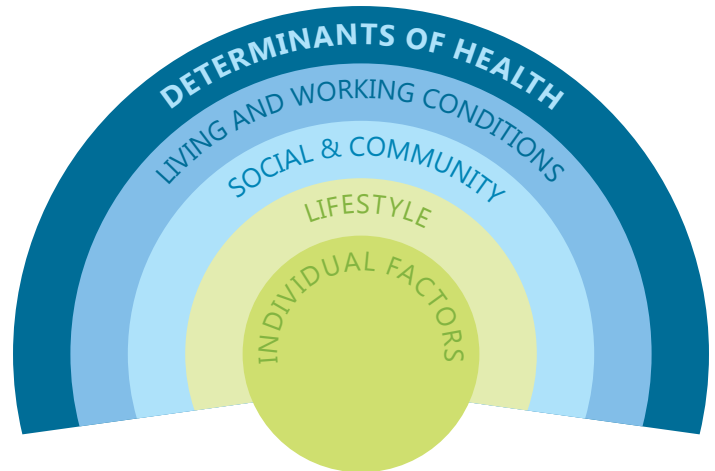 DETERMINANTS OF HEALTH
LIVING AND WORKING CONDITIONS
SOCIAL & COMMUNITY
LIFESTYLE
INDIVIDUAL FACTORS